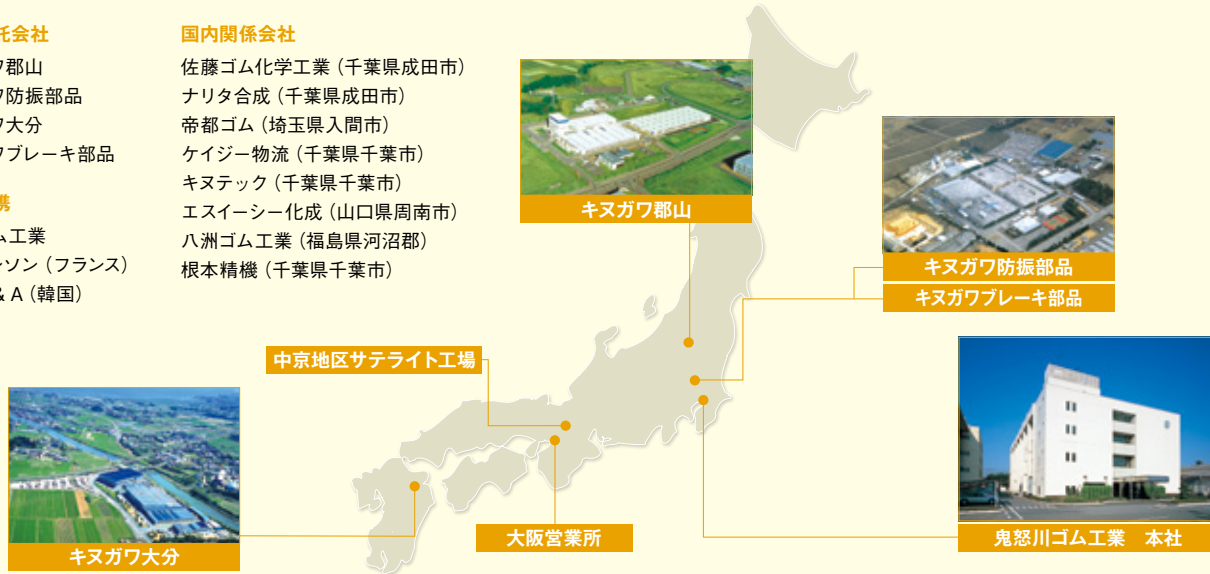 託会社
郡山
防振部品
大分
ブレーキ部品
携
ム工業
ソン（フランス）
& A（韓国）
国内関係会社
佐藤ゴム化学工業（千葉県成田市）
ナリタ合成（千葉県成田市）
帝都ゴム（埼玉県入間市）
ケイジー物流（千葉県千葉市）
キヌテック（千葉県千葉市）
エスイーシー化成（山口県周南市）
八洲ゴム工業（福島県河沼郡）
根本精機（千葉県千葉市）
キヌガワ郡山
キヌガワ防振部品
キヌガワブレーキ部品
中京地区サテライト工場
キヌガワ大分
大阪営業所
鬼怒川ゴム工業　本社